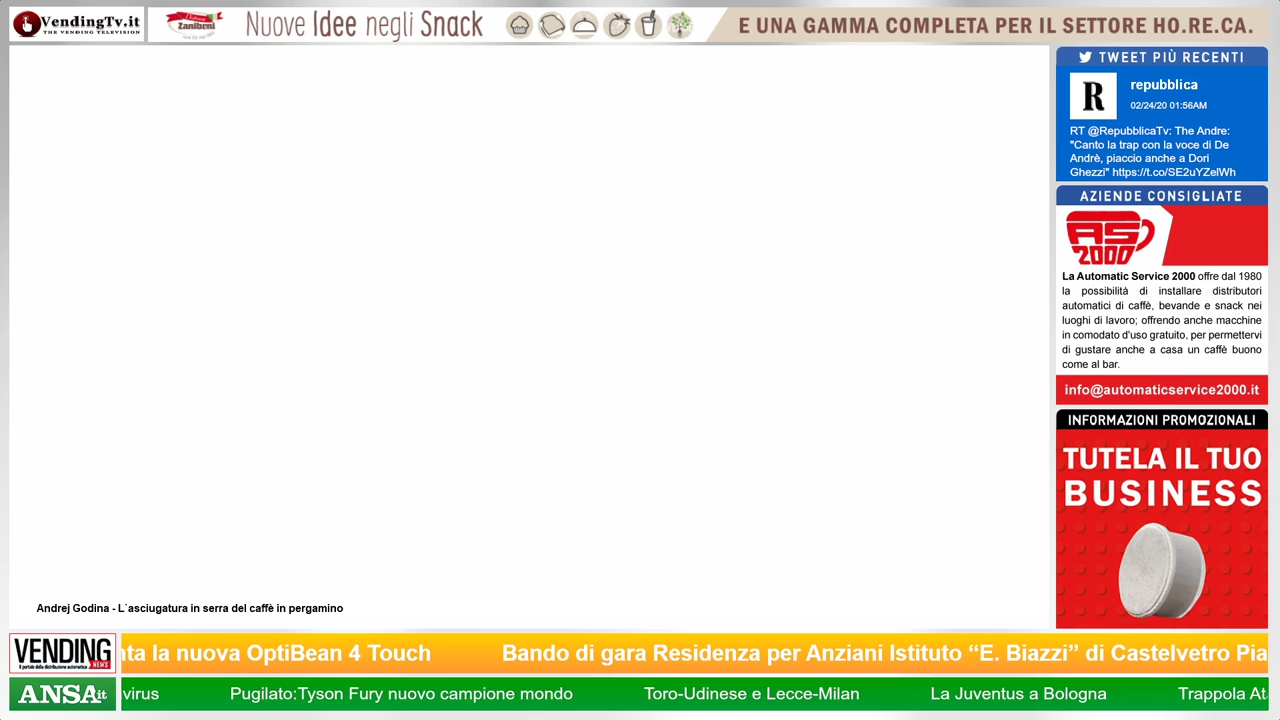 VendingTv.it
THE VENDING TELEVISION
Zaniboni
Nuove Idee negli Snack
E UNA GAMMA COMPLETA PER IL SETTORE HO.RE.CA.
TWEET PIÙ RECENTI
R
repubblica
02/24/20 01:56AM
RT @RepubblicaTv: The Andre:
"Canto la trap con la voce di De
Andrè, piaccio anche a Dori
Ghezzi" https://t.co/SE2uYZelWh
AZIENDE CONSIGLIATE
AS
2000
La Automatic Service 2000 offre dal 1980
la possibilità di installare distributori
automatici di caffè, bevande e snack nei
luoghi di lavoro; offrendo anche macchine
in comodato d'uso gratuito, per permettervi
di gustare anche a casa un caffè buono
come al bar.
info@automaticservice2000.it
INFORMAZIONI PROMOZIONALI
TUTELA IL TUO
BUSINESS
Andrej Godina - L`asciugatura in serra del caffè in pergamino
VENDING
NEWS
Il portale della distribuzione automatica
nta la nuova OptiBean 4 Touch Bando di gara Residenza per Anziani Istituto “E. Biazzi” di Castelvetro Pia
ANSA.it
virus Pugilato:Tyson Fury nuovo campione mondo Toro-Udinese e Lecce-Milan La Juventus a Bologna Trappola At